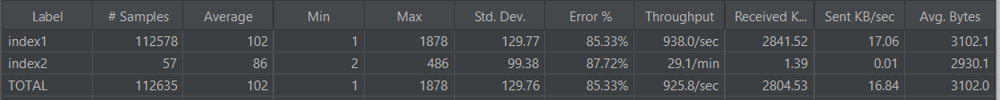 Label # Samples Average Min Max Std. Dev. Error % Throughput Received K... Sent KB/sec Avg. Bytes
index1 112578 102 1 1878 129.77 85.33% 938.0/sec 2841.52 17.06 3102.1
index2 57 86 2 486 99.38 87.72% 29.1/min 1.39 0.01 2930.1
TOTAL 112635 102 1 1878 129.76 85.33% 925.8/sec 2804.53 16.84 3102.0